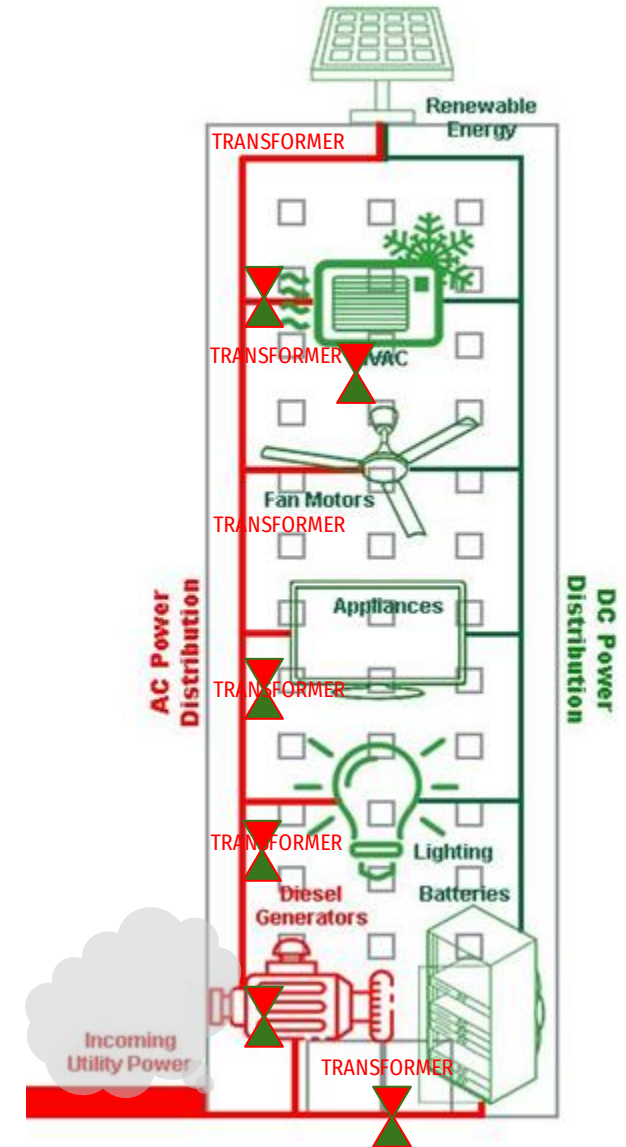 Renewable
Energy
TRANSFORMER
TRANSFORMER
HVAC
Fan Motors
TRANSFORMER
Appliances
AC Power
Distribution
DC Power
Distribution
TRANSFORMER
TRANSFORMER
Lighting
Diesel
Generators
Batteries
Incoming
Utility Power
TRANSFORMER